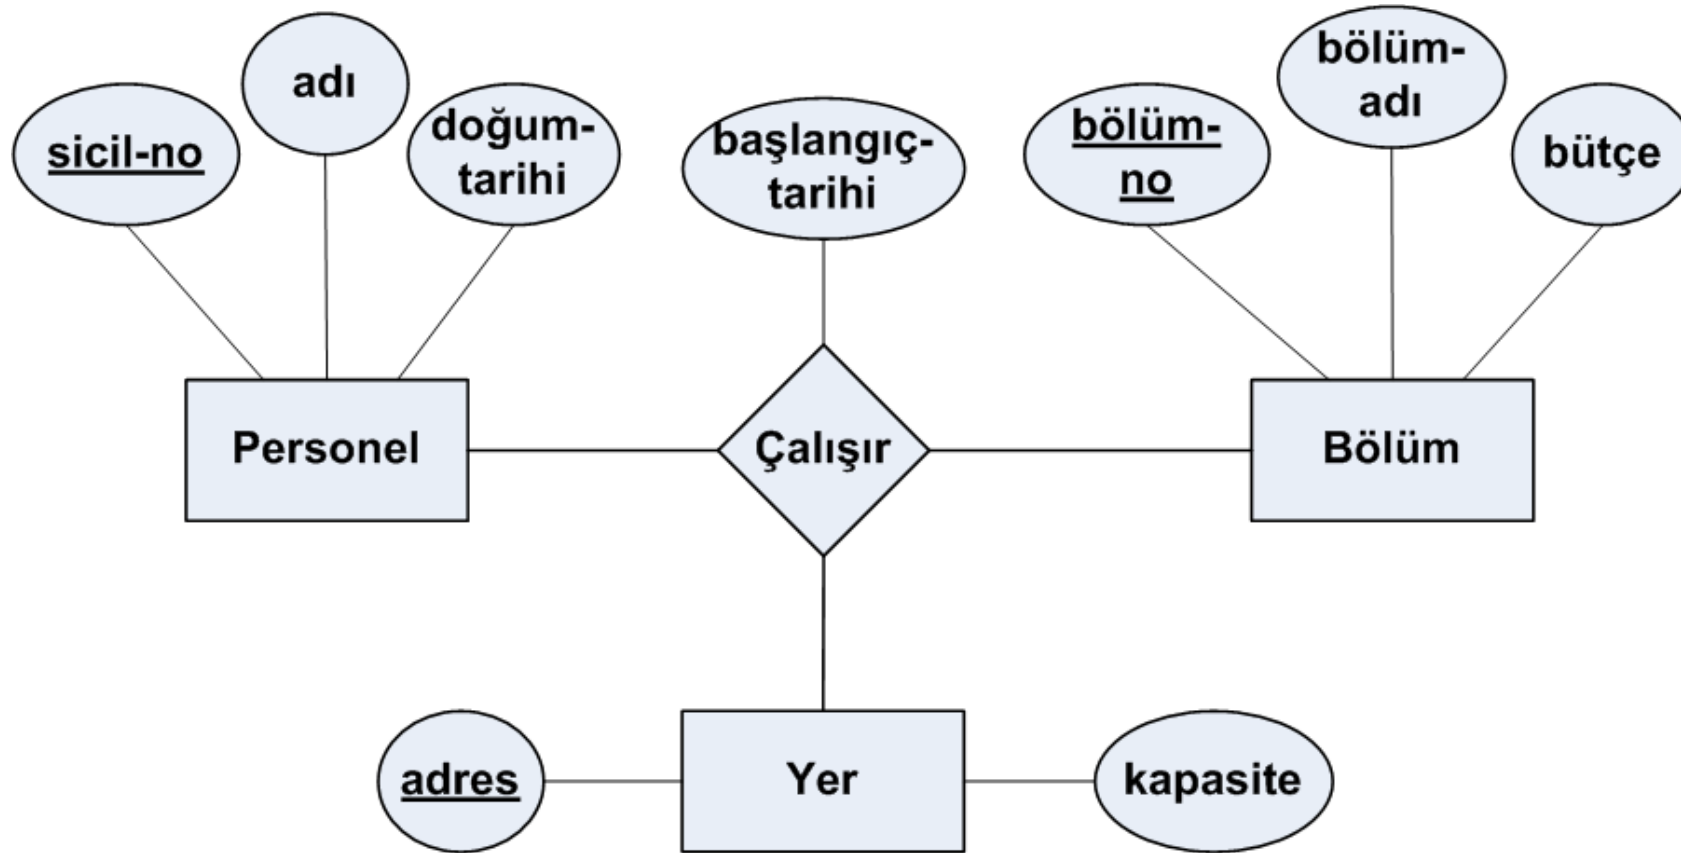 sicil-no
adı
doğum-
tarihi
başlangıç-
tarihi
bölüm-
no
bölüm-
adı
bütçe
Personel
Çalışır
Bölüm
adres
Yer
kapasite